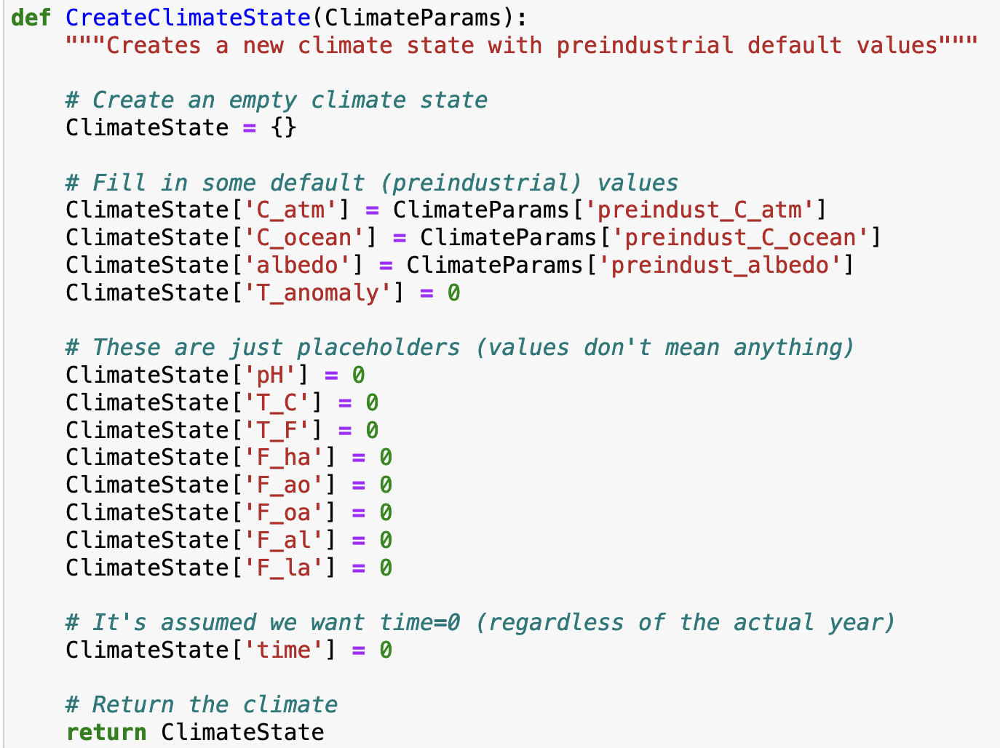 def CreateClimateState(ClimateParams):
    """Creates a new climate state with preindustrial default values"""

    # Create an empty climate state
    ClimateState = {}

    # Fill in some default (preindustrial) values
    ClimateState['C_atm'] = ClimateParams['preindust_C_atm']
    ClimateState['C_ocean'] = ClimateParams['preindust_C_ocean']
    ClimateState['albedo'] = ClimateParams['preindust_albedo']
    ClimateState['T_anomaly'] = 0

    # These are just placeholders (values don't mean anything)
    ClimateState['pH'] = 0
    ClimateState['T_C'] = 0
    ClimateState['T_F'] = 0
    ClimateState['F_ha'] = 0
    ClimateState['F_ao'] = 0
    ClimateState['F_oa'] = 0
    ClimateState['F_al'] = 0
    ClimateState['F_la'] = 0

    # It's assumed we want time=0 (regardless of the actual year)
    ClimateState['time'] = 0

    # Return the climate
    return ClimateState